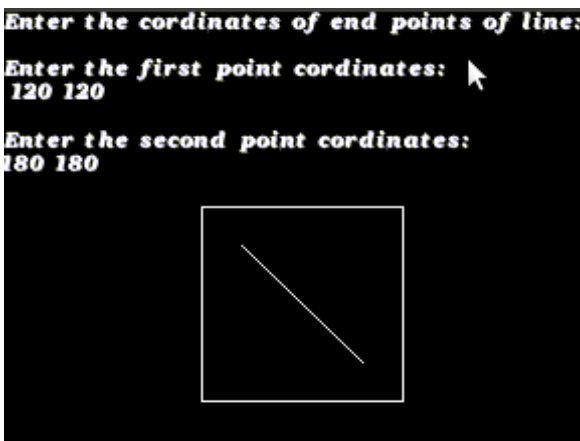 Enter the cordinates of end points of line:
Enter the first point cordinates:
120 120
Enter the second point cordinates:
180 180